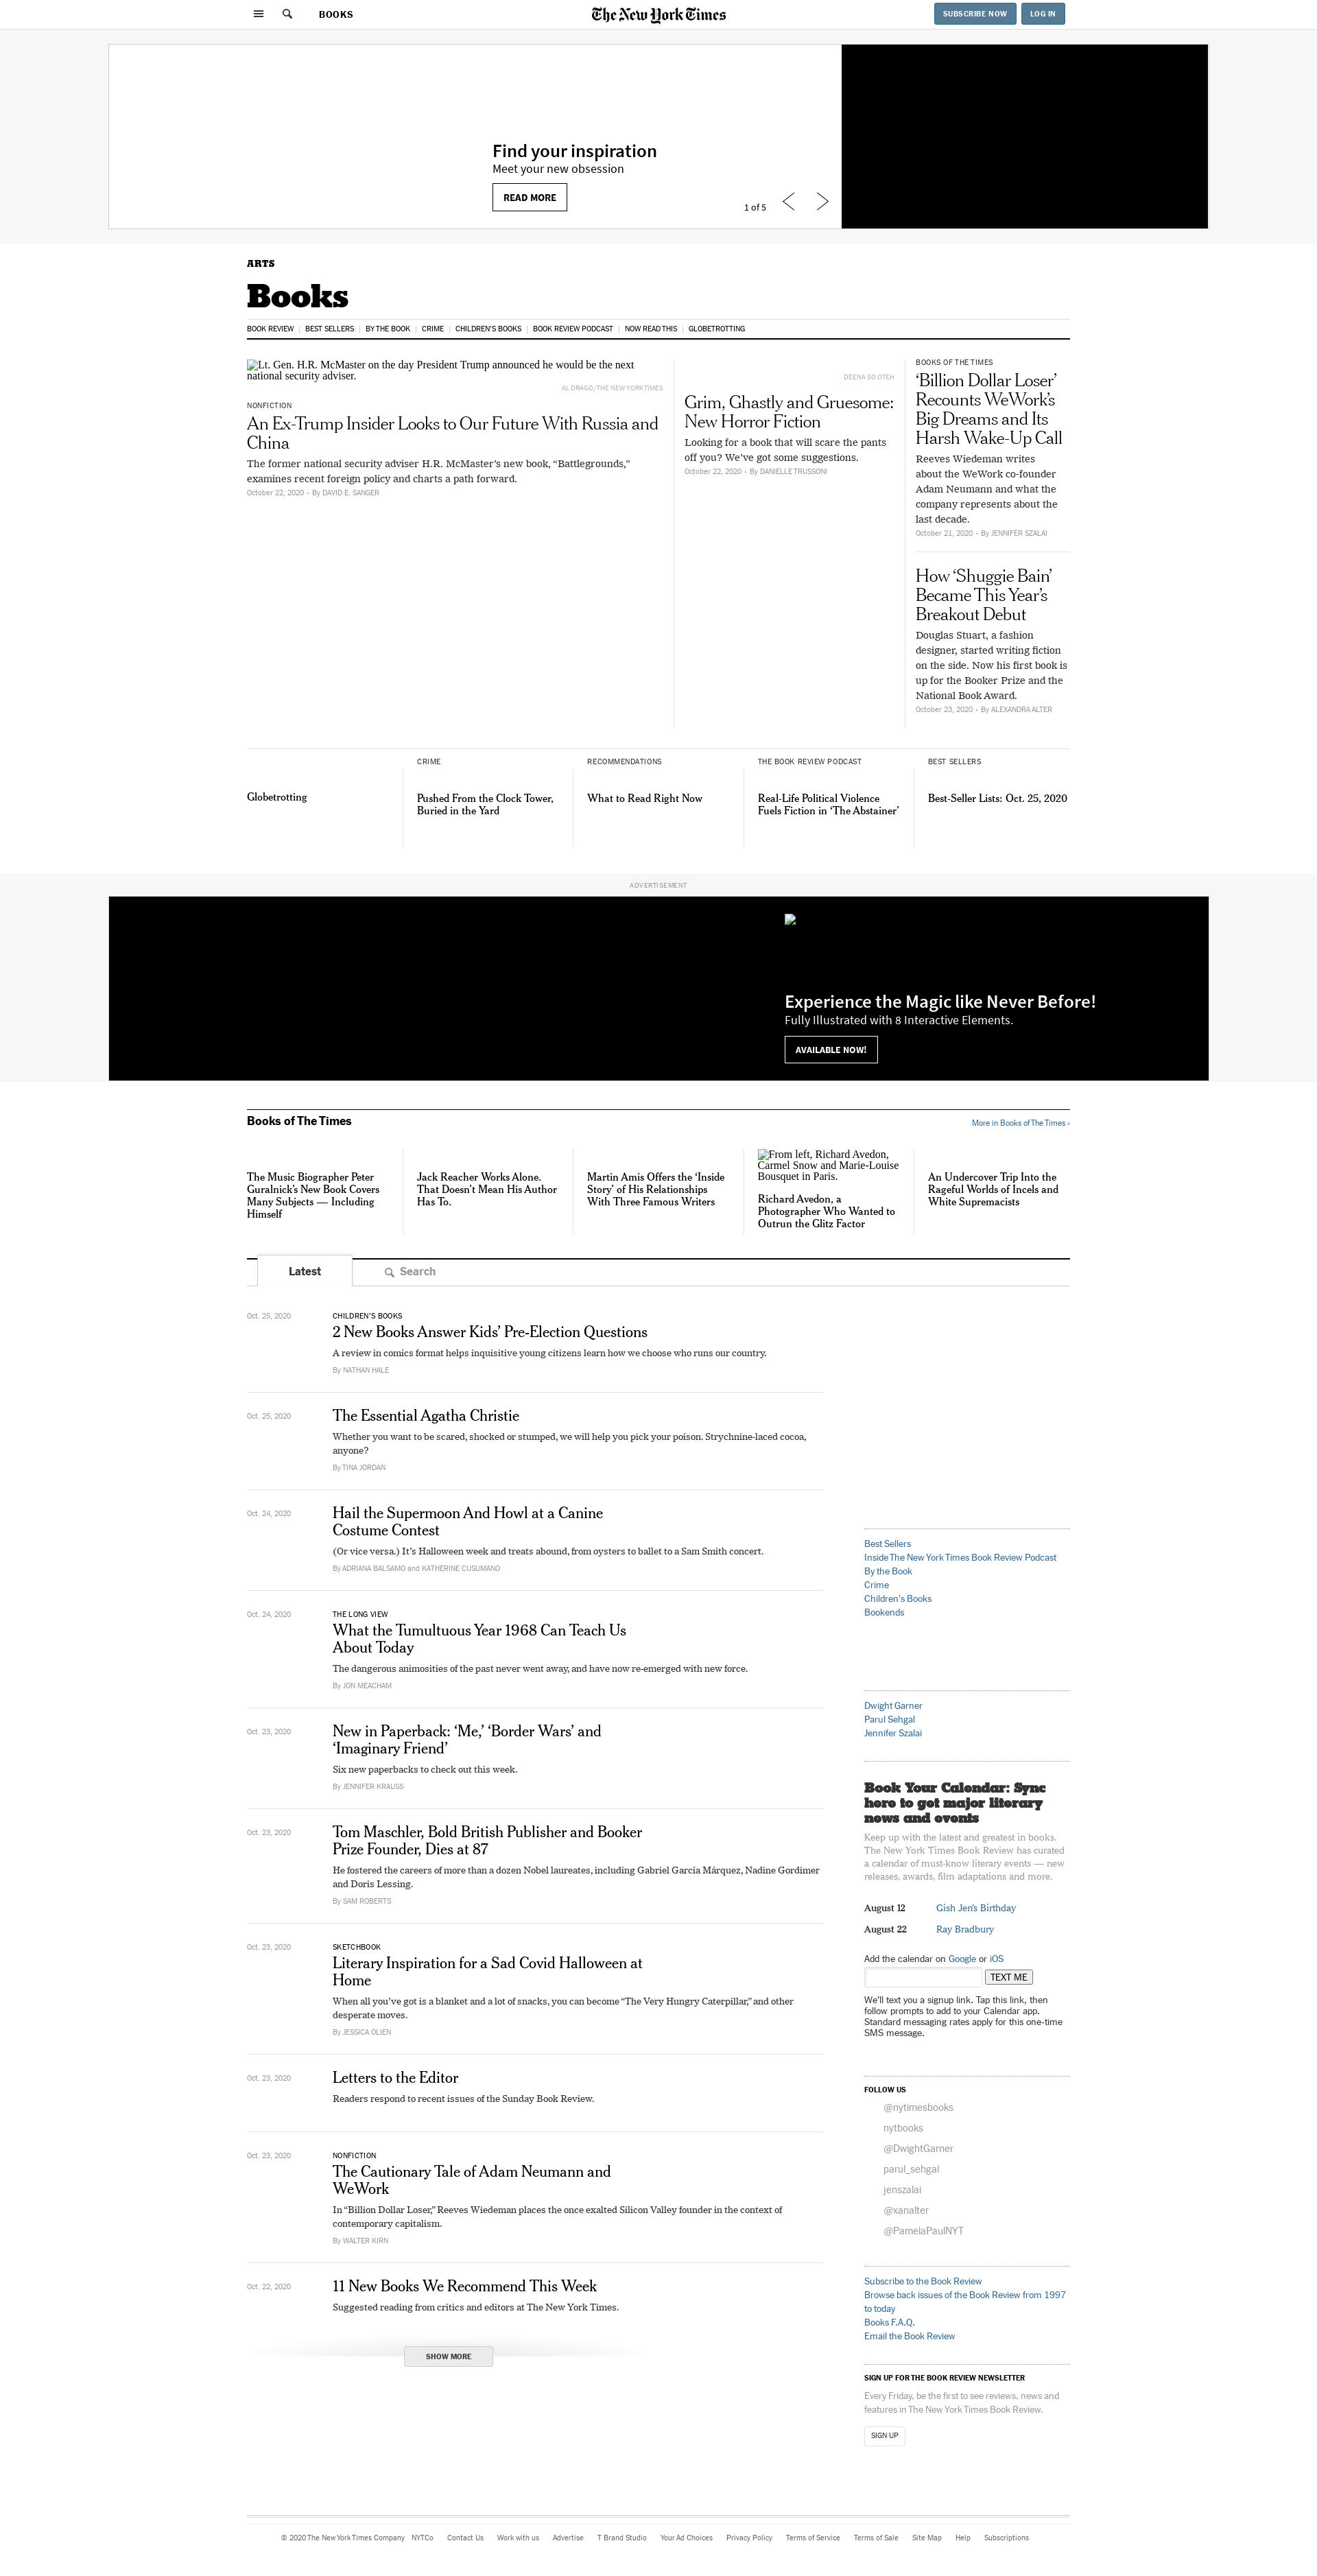 BOOKS
The New York Times
SUBSCRIBE NOW
LOG IN
Find your inspiration
Meet your new obsession
READ MORE
1 of 5
ARTS
Books
BOOK REVIEW
BEST SELLERS
BY THE BOOK
CRIME
CHILDREN'S BOOKS
BOOK REVIEW PODCAST
NOW READ THIS
GLOBETROTTING
Lt. Gen. H.R. McMaster on the day President Trump announced he would be the next
national security adviser.
AL DRAGO/THE NEW YORK TIMES
NONFICTION
An Ex-Trump Insider Looks to Our Future With Russia and
China
The former national security adviser H.R. McMaster’s new book, “Battlegrounds,”
examines recent foreign policy and charts a path forward.
October 22, 2020 • By DAVID E. SANGER
DEENA SO OTEH
Grim, Ghastly and Gruesome:
New Horror Fiction
Looking for a book that will scare the pants
off you? We’ve got some suggestions.
October 22, 2020 • By DANIELLE TRUSSONI
BOOKS OF THE TIMES
‘Billion Dollar Loser’
Recounts WeWork’s
Big Dreams and Its
Harsh Wake-Up Call
Reeves Wiedeman writes
about the WeWork co-founder
Adam Neumann and what the
company represents about the
last decade.
October 21, 2020 • By JENNIFER SZALAI
How ‘Shuggie Bain’
Became This Year’s
Breakout Debut
Douglas Stuart, a fashion
designer, started writing fiction
on the side. Now his first book is
up for the Booker Prize and the
National Book Award.
October 23, 2020 • By ALEXANDRA ALTER
Globetrotting
CRIME
Pushed From the Clock Tower,
Buried in the Yard
RECOMMENDATIONS
What to Read Right Now
THE BOOK REVIEW PODCAST
Real-Life Political Violence
Fuels Fiction in ‘The Abstainer’
BEST SELLERS
Best-Seller Lists: Oct. 25, 2020
ADVERTISEMENT
Experience the Magic like Never Before!
Fully Illustrated with 8 Interactive Elements.
AVAILABLE NOW!
Books of The Times
More in Books of The Times ›
The Music Biographer Peter
Guralnick’s New Book Covers
Many Subjects — Including
Himself
Jack Reacher Works Alone.
That Doesn’t Mean His Author
Has To.
Martin Amis Offers the ‘Inside
Story’ of His Relationships
With Three Famous Writers
From left, Richard Avedon,
Carmel Snow and Marie-Louise
Bousquet in Paris.
Richard Avedon, a
Photographer Who Wanted to
Outrun the Glitz Factor
An Undercover Trip Into the
Rageful Worlds of Incels and
White Supremacists
Latest
Search
Oct. 25, 2020
CHILDREN’S BOOKS
2 New Books Answer Kids’ Pre-Election Questions
A review in comics format helps inquisitive young citizens learn how we choose who runs our country.
By NATHAN HALE
Oct. 25, 2020
The Essential Agatha Christie
Whether you want to be scared, shocked or stumped, we will help you pick your poison. Strychnine-laced cocoa,
anyone?
By TINA JORDAN
Oct. 24, 2020
Hail the Supermoon And Howl at a Canine
Costume Contest
(Or vice versa.) It’s Halloween week and treats abound, from oysters to ballet to a Sam Smith concert.
By ADRIANA BALSAMO and KATHERINE CUSUMANO
Oct. 24, 2020
THE LONG VIEW
What the Tumultuous Year 1968 Can Teach Us
About Today
The dangerous animosities of the past never went away, and have now re-emerged with new force.
By JON MEACHAM
Oct. 23, 2020
New in Paperback: ‘Me,’ ‘Border Wars’ and
‘Imaginary Friend’
Six new paperbacks to check out this week.
By JENNIFER KRAUSS
Oct. 23, 2020
Tom Maschler, Bold British Publisher and Booker
Prize Founder, Dies at 87
He fostered the careers of more than a dozen Nobel laureates, including Gabriel García Márquez, Nadine Gordimer
and Doris Lessing.
By SAM ROBERTS
Oct. 23, 2020
SKETCHBOOK
Literary Inspiration for a Sad Covid Halloween at
Home
When all you’ve got is a blanket and a lot of snacks, you can become “The Very Hungry Caterpillar,” and other
desperate moves.
By JESSICA OLIEN
Oct. 23, 2020
Letters to the Editor
Readers respond to recent issues of the Sunday Book Review.
Oct. 23, 2020
NONFICTION
The Cautionary Tale of Adam Neumann and
WeWork
In “Billion Dollar Loser,” Reeves Wiedeman places the once exalted Silicon Valley founder in the context of
contemporary capitalism.
By WALTER KIRN
Oct. 22, 2020
11 New Books We Recommend This Week
Suggested reading from critics and editors at The New York Times.
SHOW MORE
Best Sellers
Inside The New York Times Book Review Podcast
By the Book
Crime
Children's Books
Bookends
Dwight Garner
Parul Sehgal
Jennifer Szalai
Book Your Calendar: Sync
here to get major literary
news and events
Keep up with the latest and greatest in books.
The New York Times Book Review has curated
a calendar of must-know literary events — new
releases, awards, film adaptations and more.
August 12 Gish Jen’s Birthday
August 22 Ray Bradbury
Add the calendar on Google or iOS
TEXT ME
We’ll text you a signup link. Tap this link, then
follow prompts to add to your Calendar app.
Standard messaging rates apply for this one-time
SMS message.
FOLLOW US
@nytimesbooks
nytbooks
@DwightGarner
parul_sehgal
jenszalai
@xanalter
@PamelaPaulNYT
Subscribe to the Book Review
Browse back issues of the Book Review from 1997
to today
Books F.A.Q.
Email the Book Review
SIGN UP FOR THE BOOK REVIEW NEWSLETTER
Every Friday, be the first to see reviews, news and
features in The New York Times Book Review.
SIGN UP
© 2020 The New York Times Company NYTCo Contact Us Work with us Advertise T Brand Studio Your Ad Choices Privacy Policy Terms of Service Terms of Sale Site Map Help Subscriptions